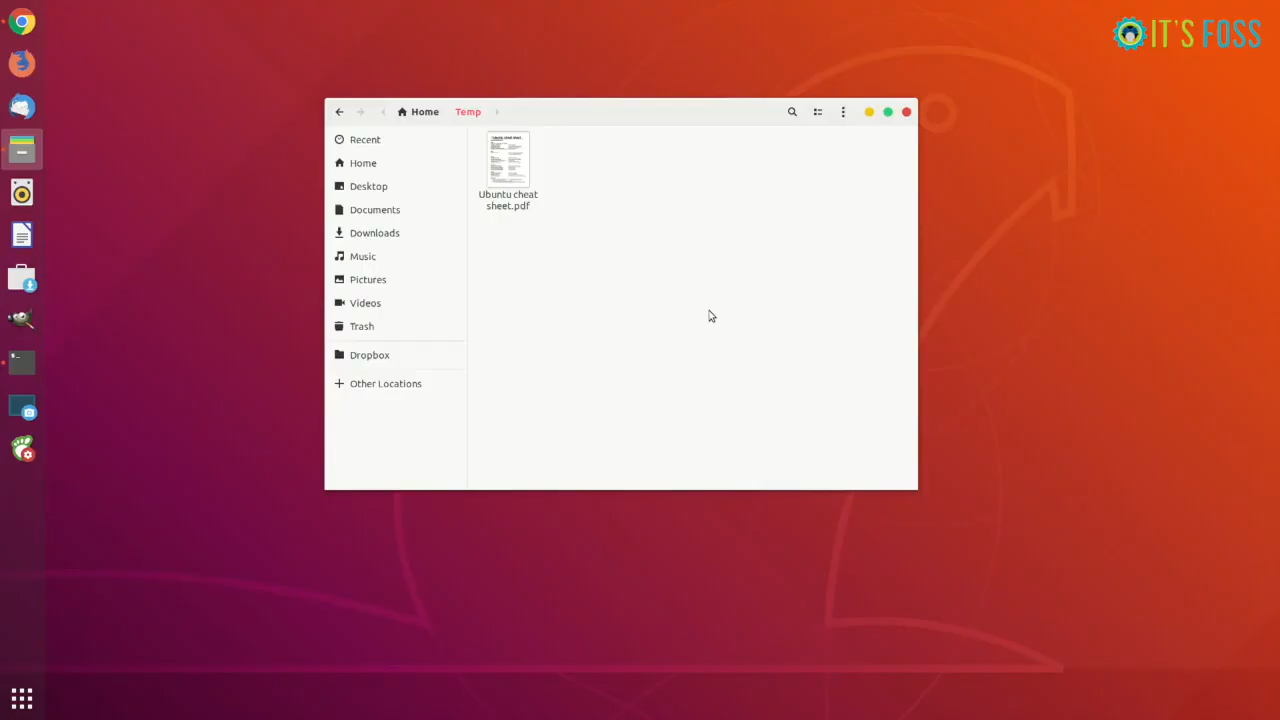 IT'S FOSS
Home Temp
Recent
Home
Desktop
Documents
Downloads
Music
Pictures
Videos
Trash
Dropbox
Other Locations
Ubuntu cheat
sheet.pdf